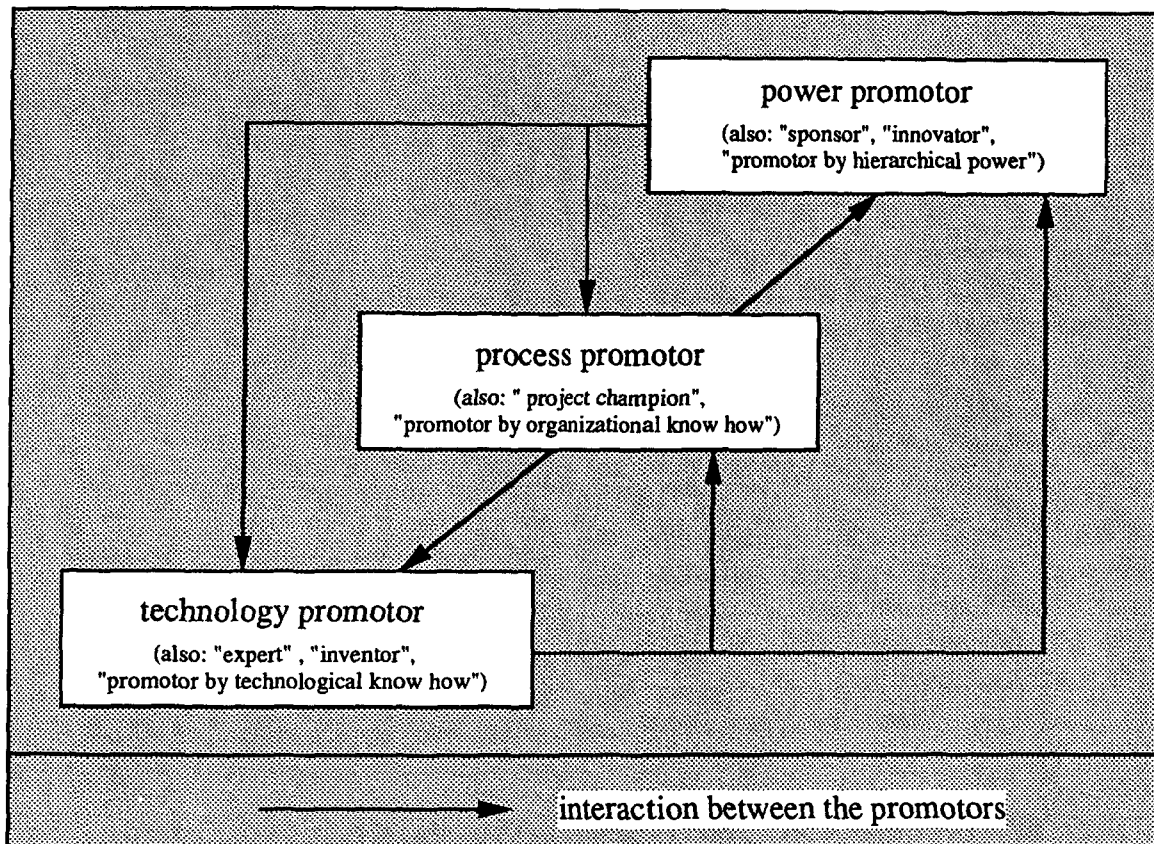 power promotor
(also: "sponsor", "innovator",
"promotor by hierarchical power")
process promotor
(also: " project champion",
"promotor by organizational know how")
technology promotor
(also: "expert" , "inventor",
"promotor by technological know how")
interaction between the promotors